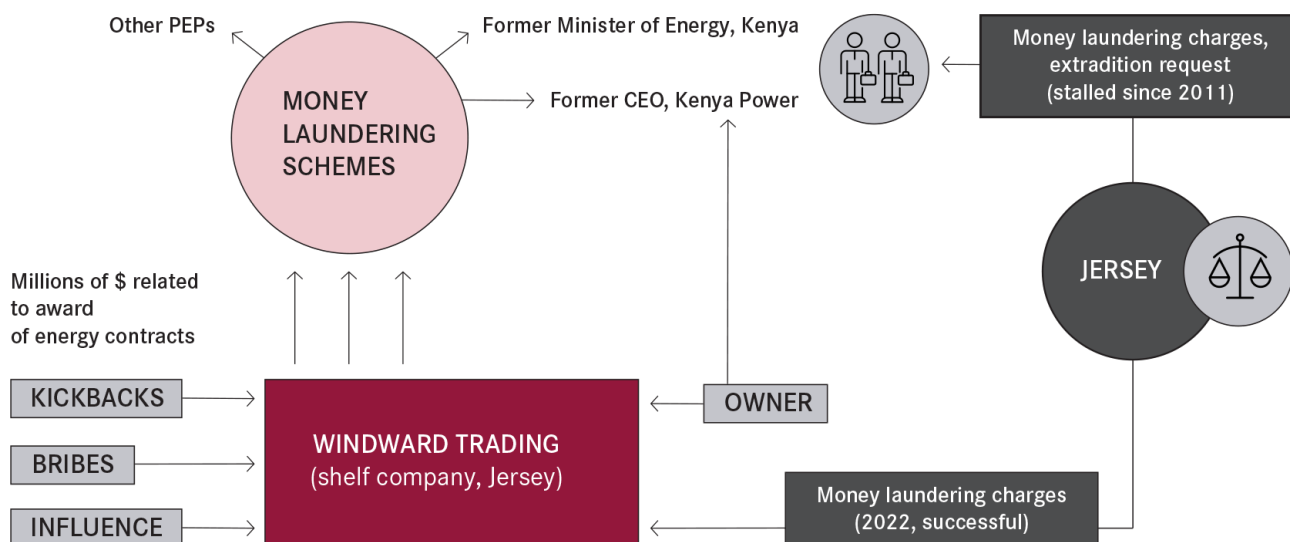 Other PEPs
Former Minister of Energy, Kenya
Former CEO, Kenya Power
MONEY
LAUNDERING
SCHEMES
Money laundering charges,
extradition request
(stalled since 2011)
JERSEY
Millions of $ related
to award
of energy contracts
KICKBACKS
BRIBES
INFLUENCE
WINDWARD TRADING
(shelf company, Jersey)
OWNER
Money laundering charges
(2022, successful)